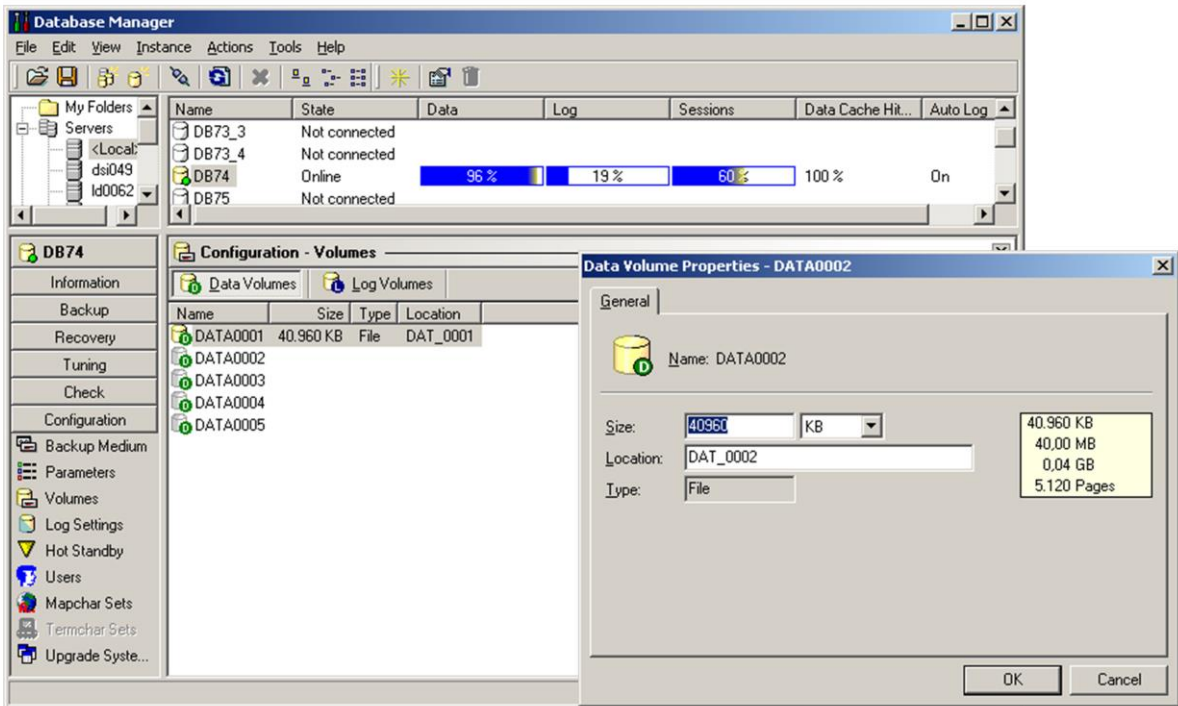 Database Manager
File Edit View Instance Actions Tools Help
My Folders
Servers
<Local>
dsi049
ld0062
Name State Data Log Sessions Data Cache Hit... Auto Log
DB73_3 Not connected
DB73_4 Not connected
DB74 Online 96 % 19 % 60 % 100 % On
DB75 Not connected
DB74
Information
Backup
Recovery
Tuning
Check
Configuration
Backup Medium
Parameters
Volumes
Log Settings
Hot Standby
Users
Mapchar Sets
Termchar Sets
Upgrade Syste...
Configuration - Volumes
Data Volumes Log Volumes
Name Size Type Location
DATA0001 40.960 KB File DAT_0001
DATA0002
DATA0003
DATA0004
DATA0005
Data Volume Properties - DATA0002
General
Name: DATA0002
Size: 40960 KB
Location: DAT_0002
Type: File
40.960 KB
40,00 MB
0,04 GB
5.120 Pages
OK Cancel